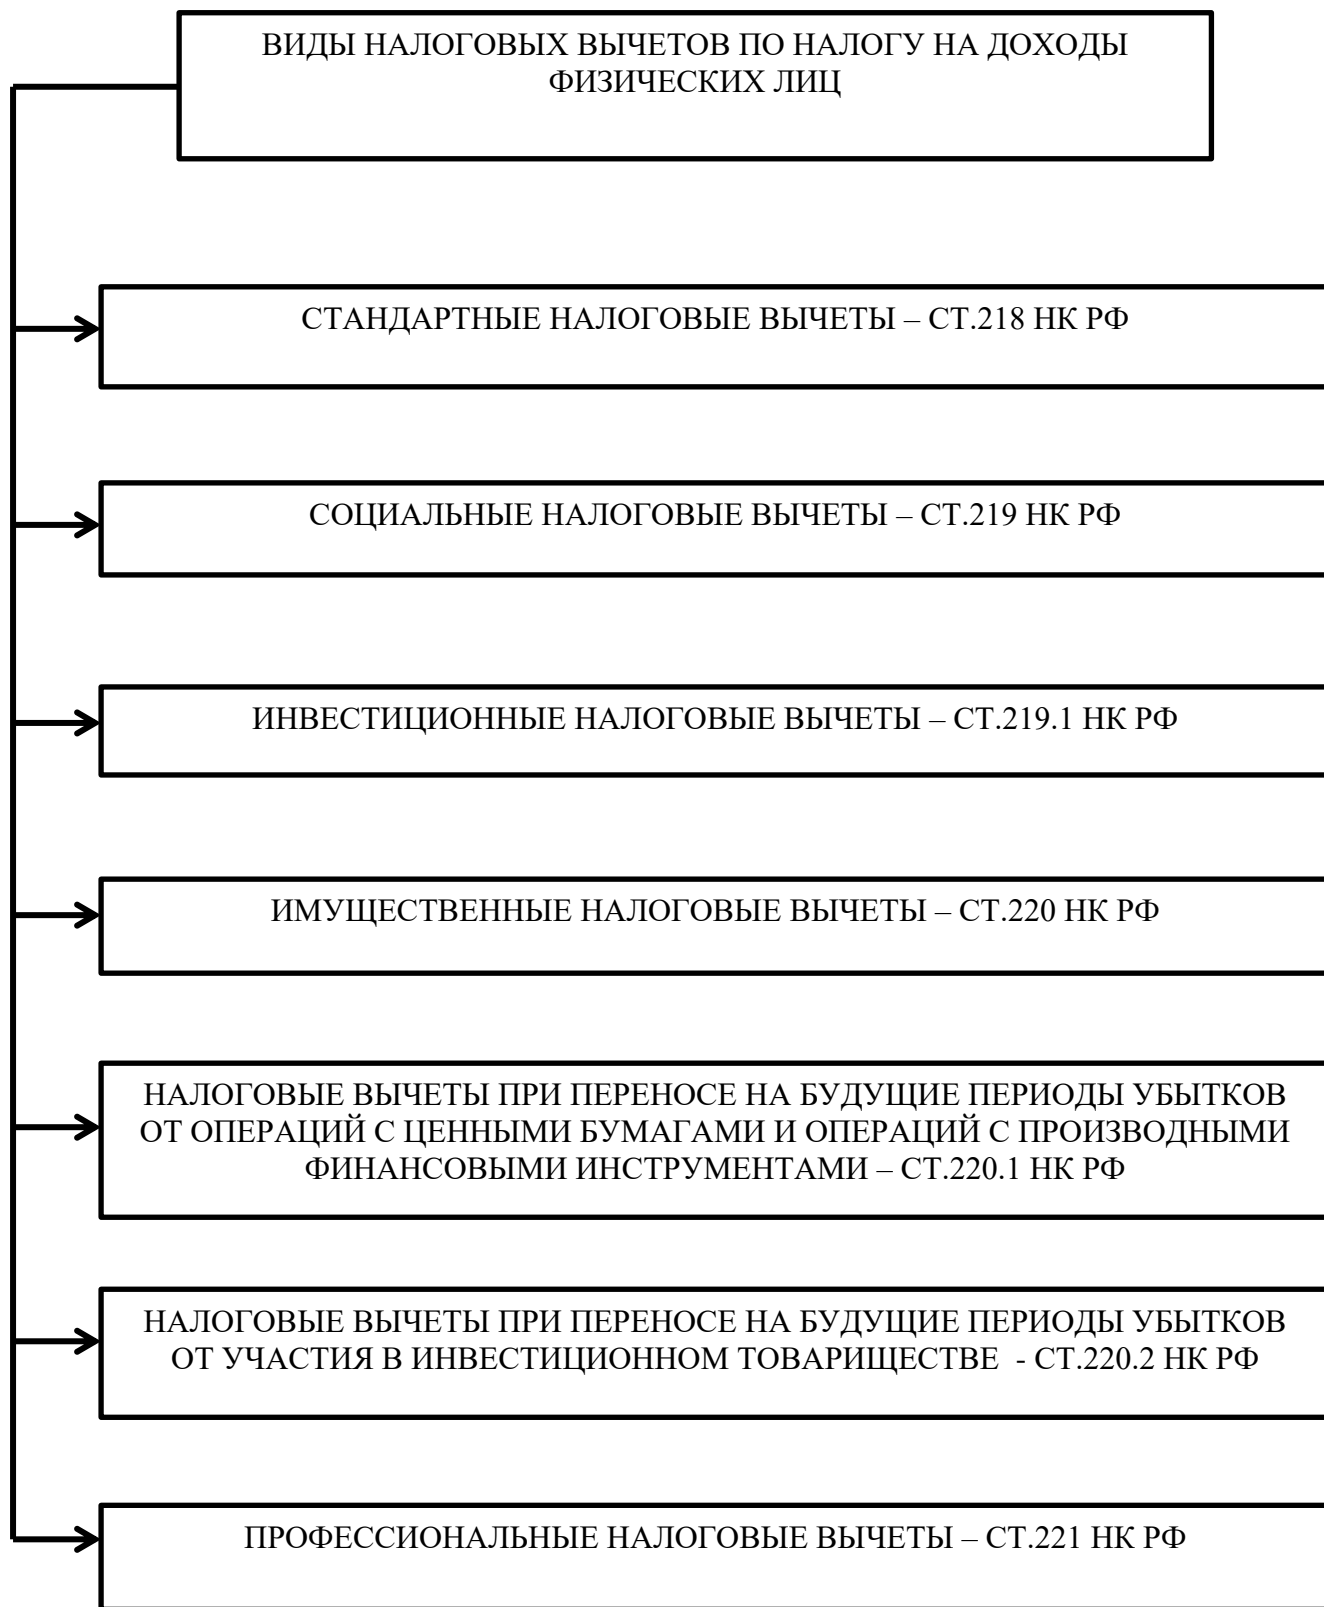 ВИДЫ НАЛОГОВЫХ ВЫЧЕТОВ ПО НАЛОГУ НА ДОХОДЫ
ФИЗИЧЕСКИХ ЛИЦ
СТАНДАРТНЫЕ НАЛОГОВЫЕ ВЫЧЕТЫ – СТ.218 НК РФ
СОЦИАЛЬНЫЕ НАЛОГОВЫЕ ВЫЧЕТЫ – СТ.219 НК РФ
ИНВЕСТИЦИОННЫЕ НАЛОГОВЫЕ ВЫЧЕТЫ – СТ.219.1 НК РФ
ИМУЩЕСТВЕННЫЕ НАЛОГОВЫЕ ВЫЧЕТЫ – СТ.220 НК РФ
НАЛОГОВЫЕ ВЫЧЕТЫ ПРИ ПЕРЕНОСЕ НА БУДУЩИЕ ПЕРИОДЫ УБЫТКОВ
ОТ ОПЕРАЦИЙ С ЦЕННЫМИ БУМАГАМИ И ОПЕРАЦИЙ С ПРОИЗВОДНЫМИ
ФИНАНСОВЫМИ ИНСТРУМЕНТАМИ – СТ.220.1 НК РФ
НАЛОГОВЫЕ ВЫЧЕТЫ ПРИ ПЕРЕНОСЕ НА БУДУЩИЕ ПЕРИОДЫ УБЫТКОВ
ОТ УЧАСТИЯ В ИНВЕСТИЦИОННОМ ТОВАРИЩЕСТВЕ  - СТ.220.2 НК РФ
ПРОФЕССИОНАЛЬНЫЕ НАЛОГОВЫЕ ВЫЧЕТЫ – СТ.221 НК РФ